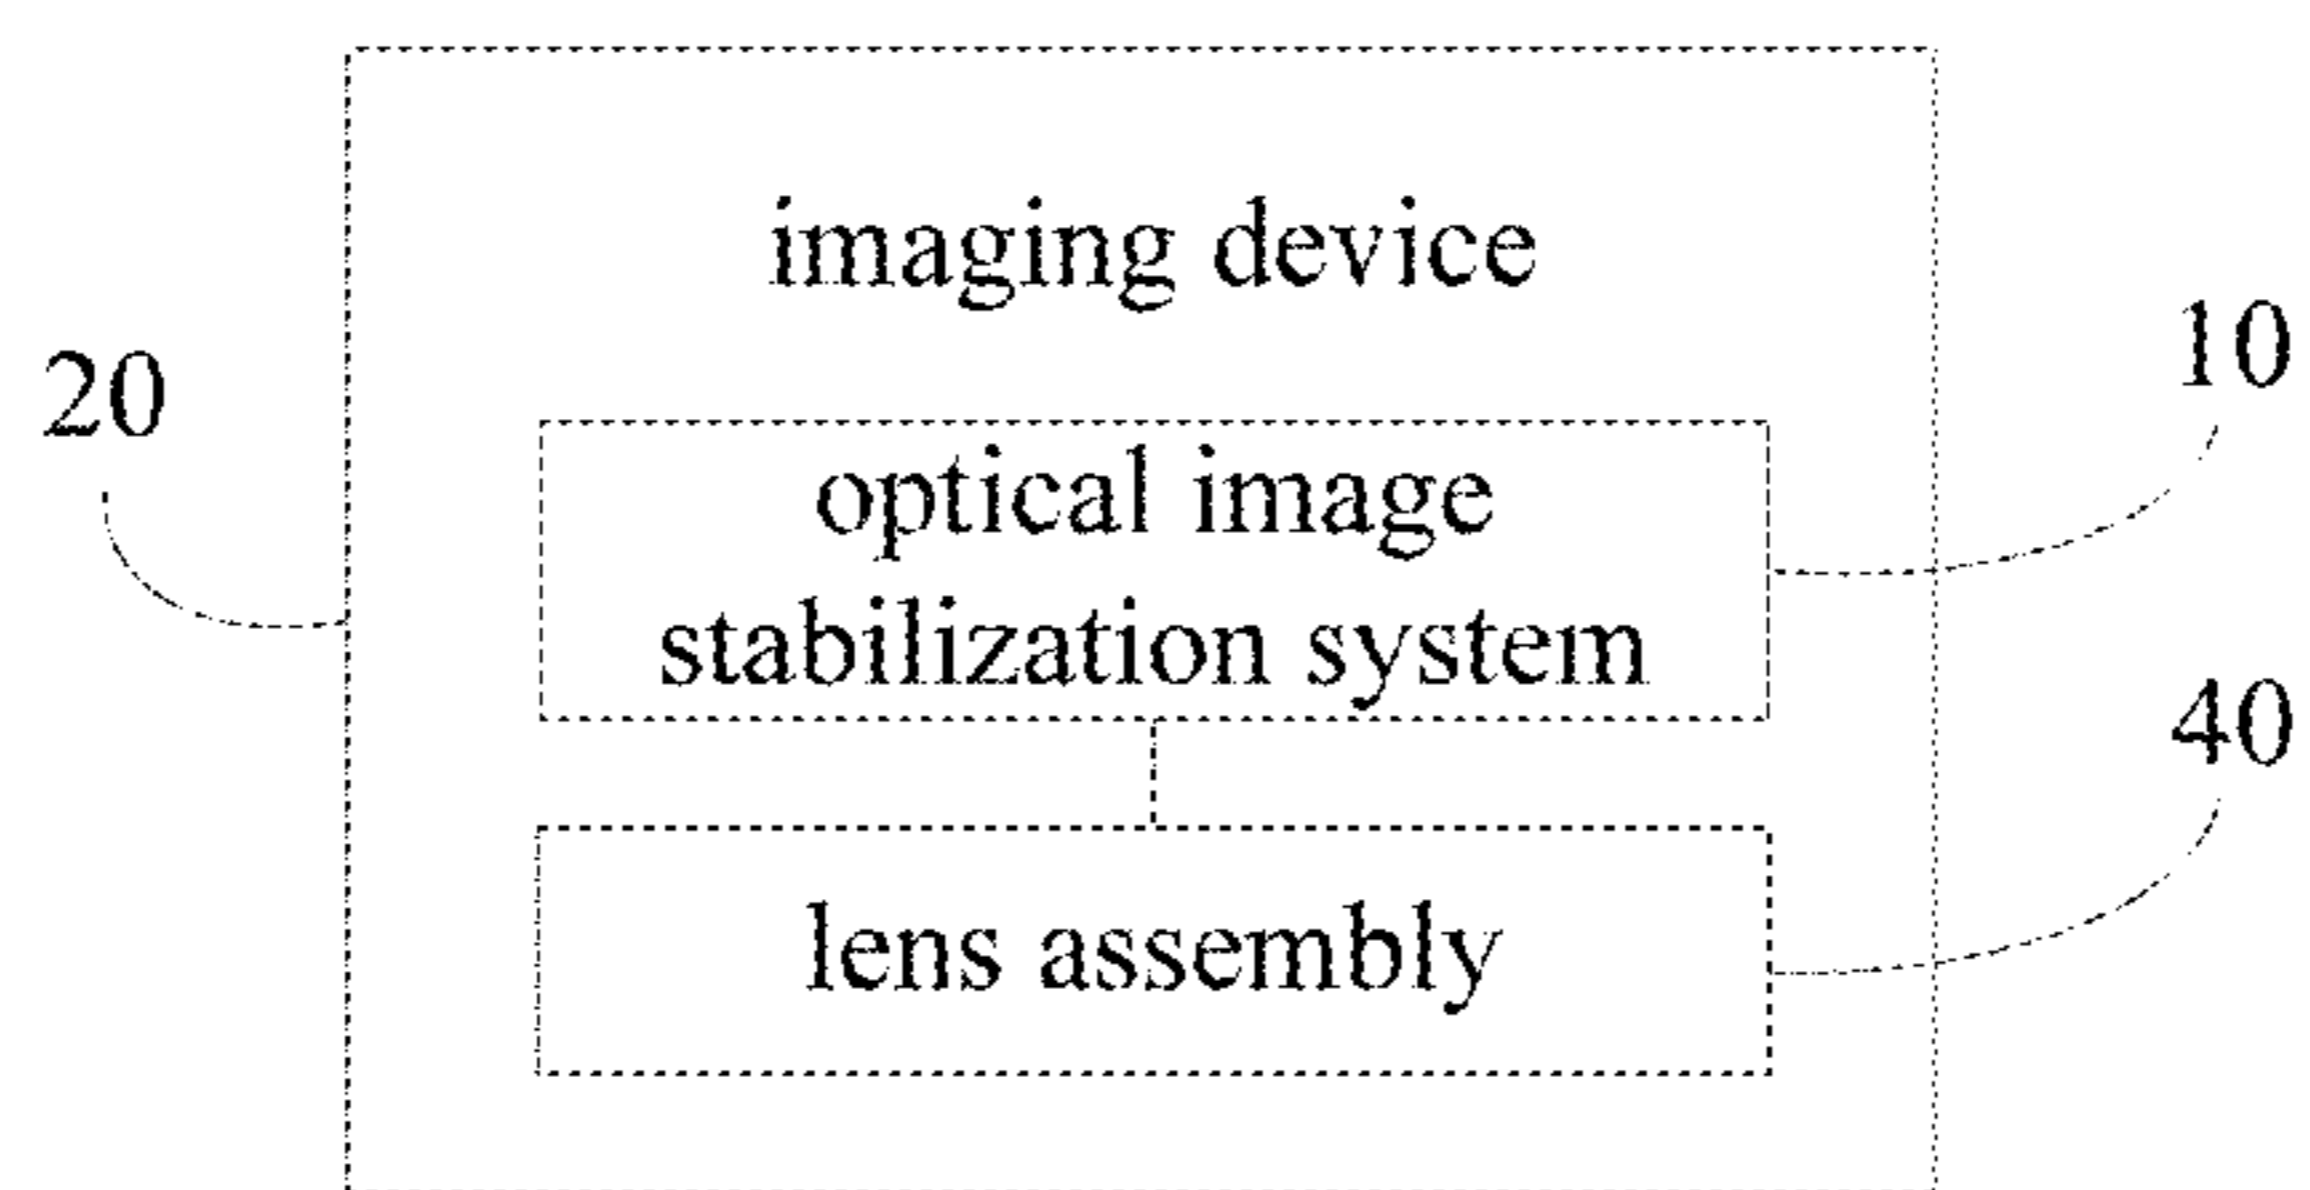 imaging device
20
10
optical image
stabilization system
40
lens assembly